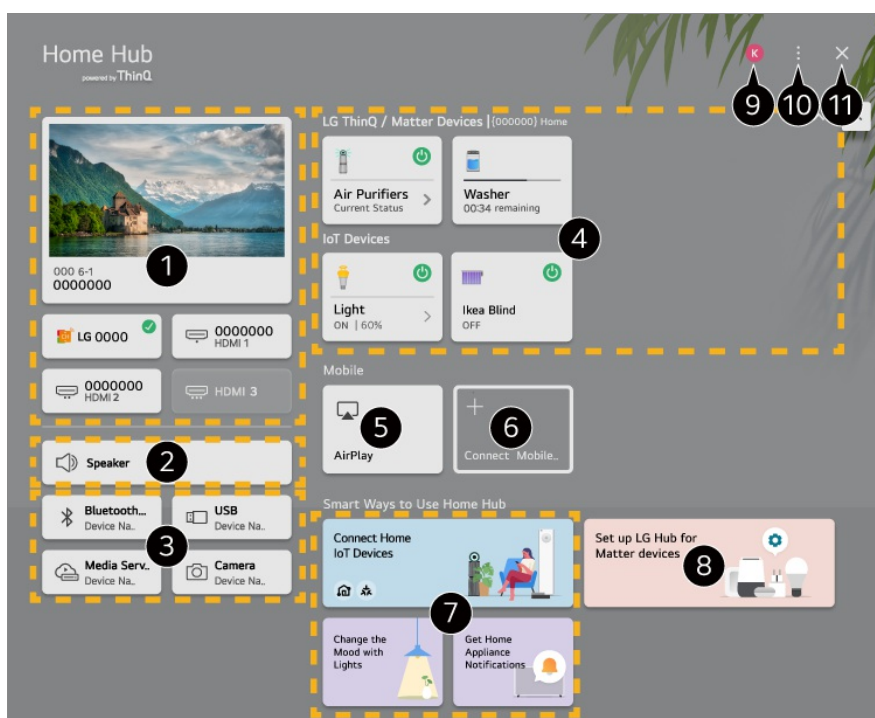 Home Hub
powered by ThinQ
K
9
10
11
LG ThinQ / Matter Devices | (000000) Home
Air Purifiers
Current Status
Washer
00:34 remaining
4
IoT Devices
Light
ON | 60%
Ikea Blind
OFF
1
000 6-1
0000000
LG 0000
0000000
HDMI 1
0000000
HDMI 2
HDMI 3
Mobile
5
AirPlay
6
Connect Mobile..
Speaker
2
Bluetooth...
Device Na..
USB
Device Na..
3
Media Serv..
Device Na..
Camera
Device Na..
Smart Ways to Use Home Hub
Connect Home
IoT Devices
Set up LG Hub for
Matter devices
8
7
Change the
Mood with
Lights
Get Home
Appliance
Notifications